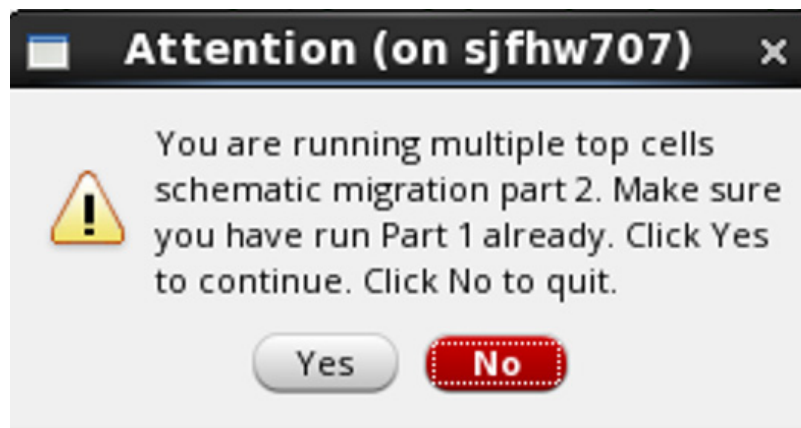 Attention (on sjfhw707)
You are running multiple top cells
schematic migration part 2. Make sure
you have run Part 1 already. Click Yes
to continue. Click No to quit.
Yes No